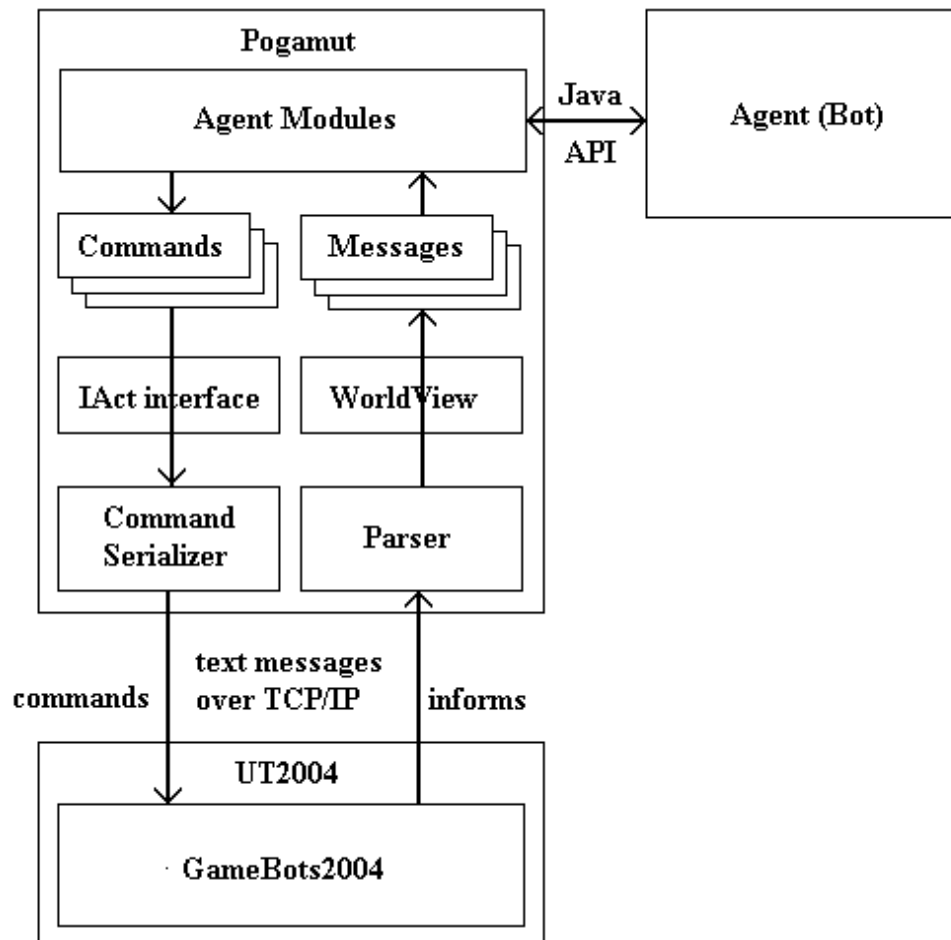 Pogamut
Agent Modules
Java
API
Agent (Bot)
Commands
Messages
IAct interface
WorldView
Command
Serializer
Parser
commands
text messages
over TCP/IP
informs
UT2004
GameBots2004